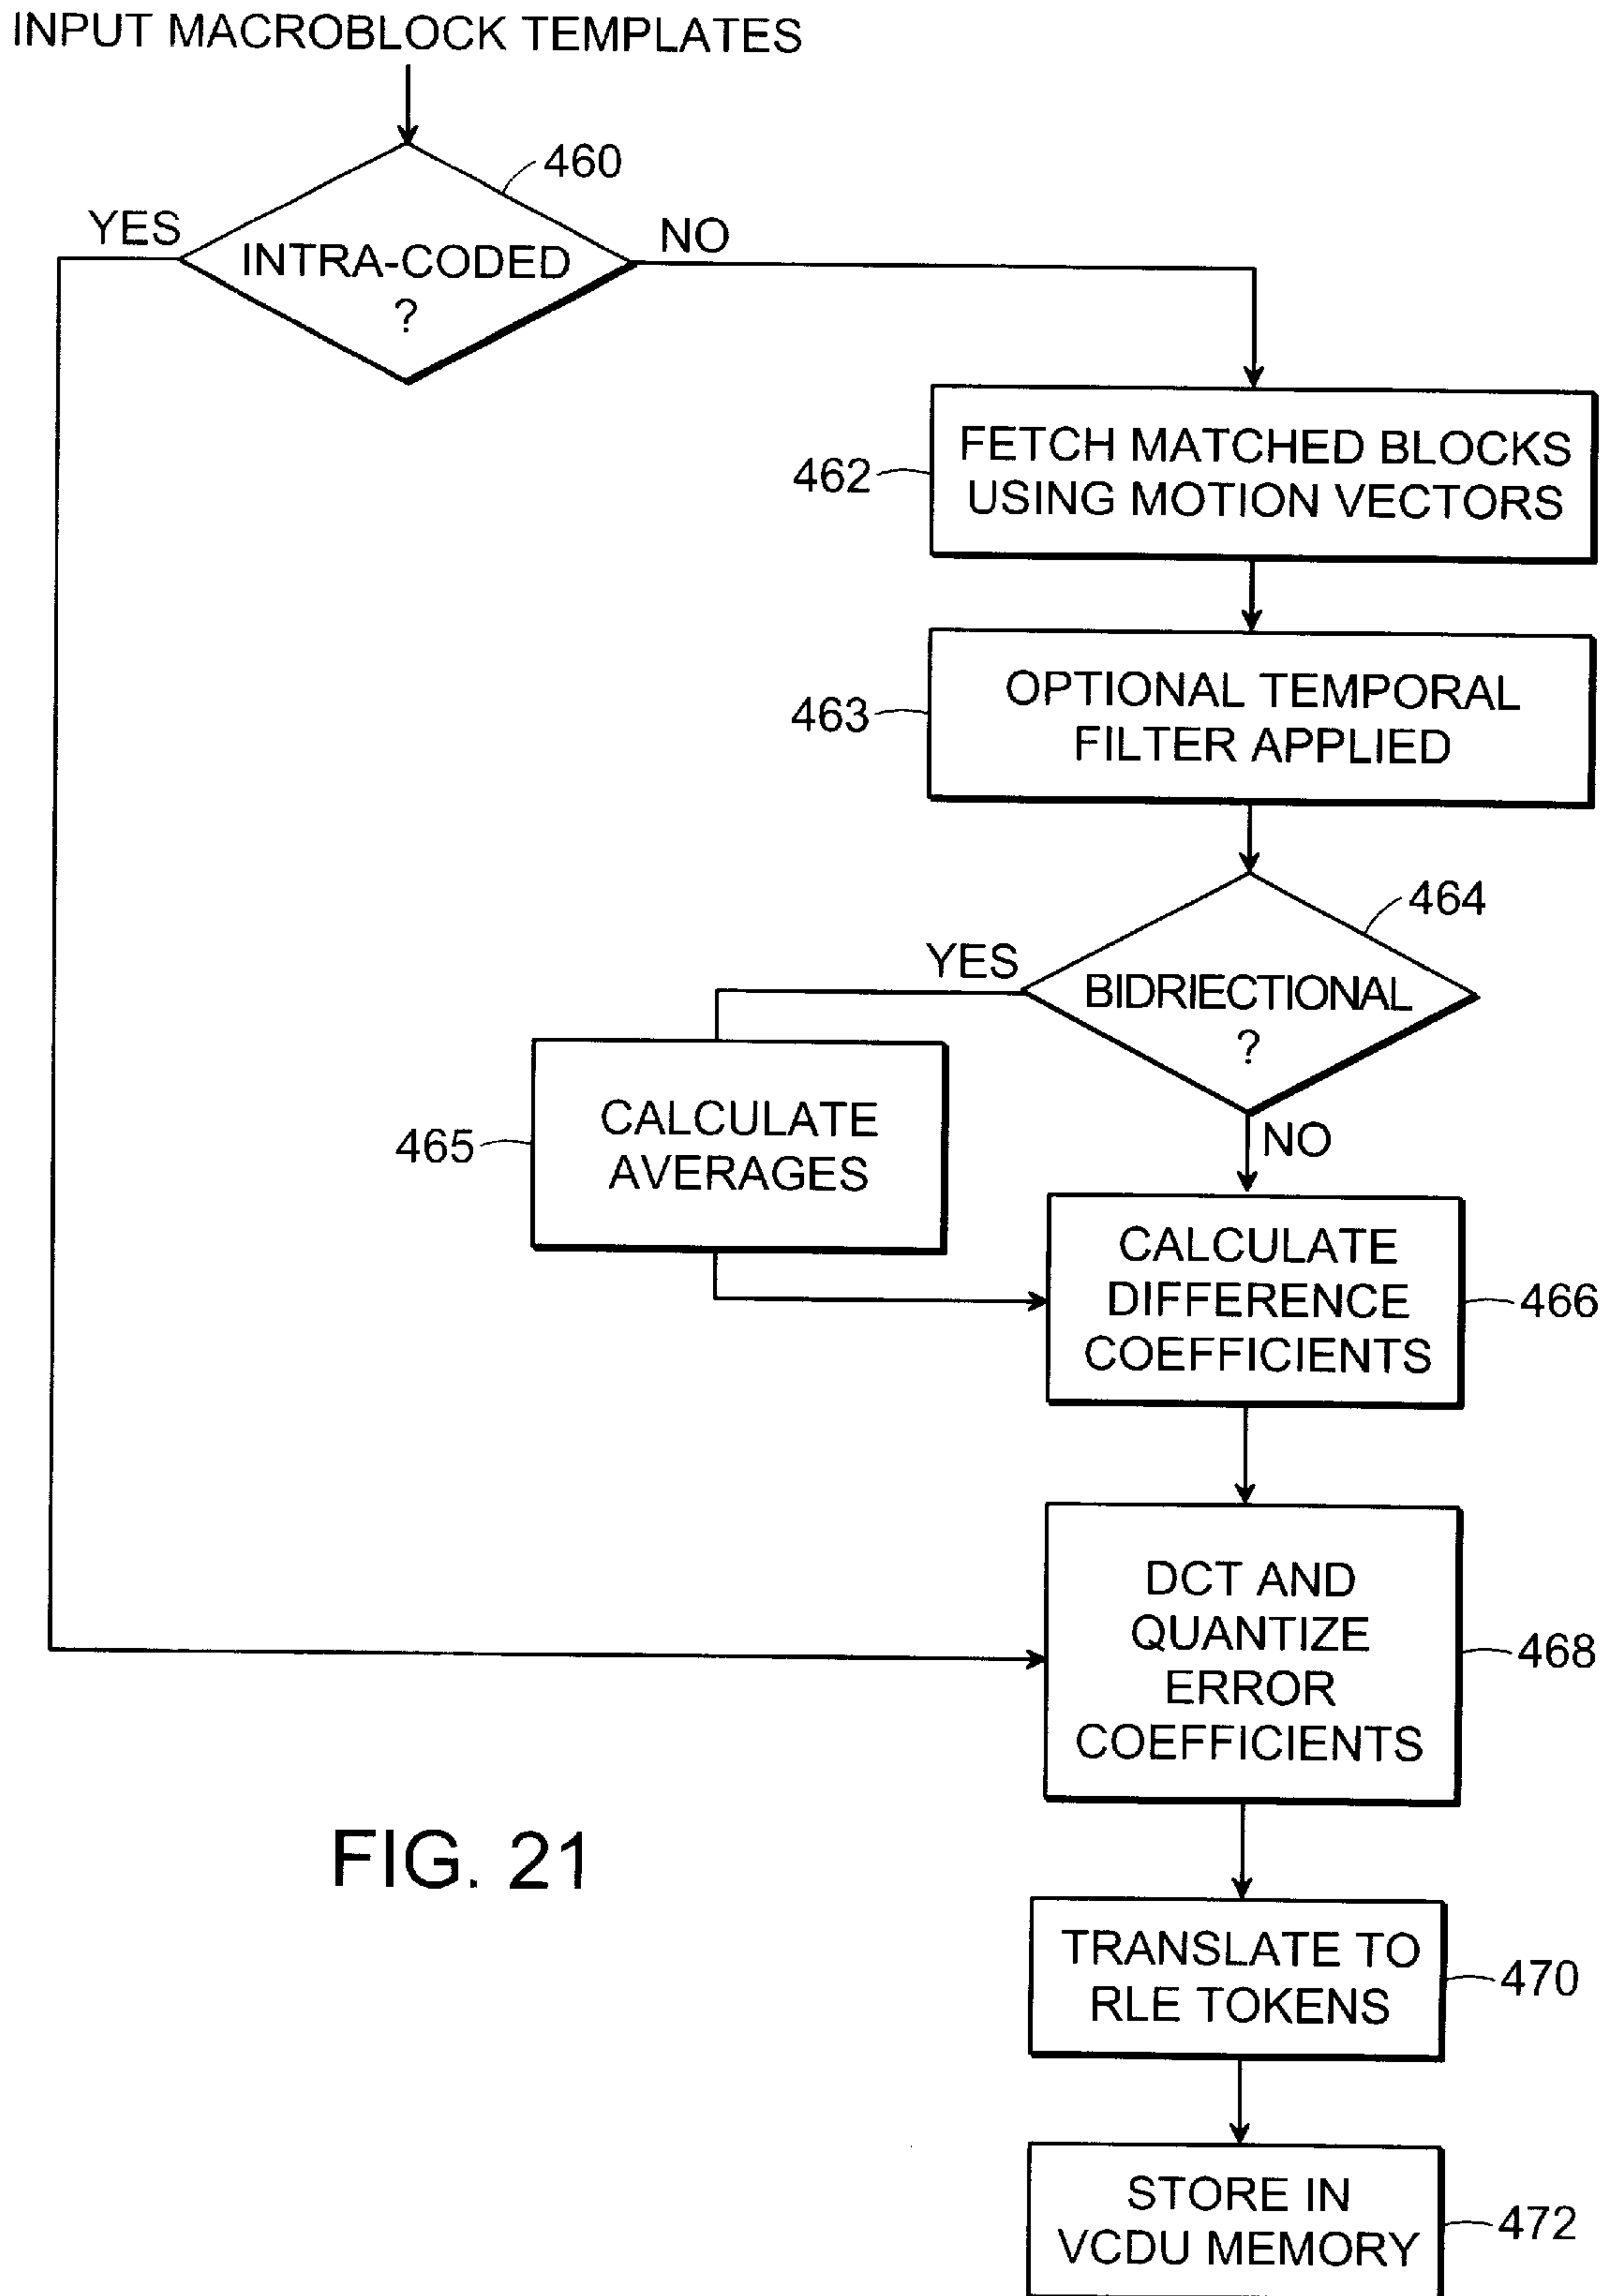 INPUT MACROBLOCK TEMPLATES
460
YES
NO
INTRA-CODED
?
FETCH MATCHED BLOCKS
USING MOTION VECTORS
462
OPTIONAL TEMPORAL
FILTER APPLIED
463
464
YES
BIDRIECTIONAL
?
NO
CALCULATE
AVERAGES
465
CALCULATE
DIFFERENCE
COEFFICIENTS
466
DCT AND
QUANTIZE
ERROR
COEFFICIENTS
468
FIG. 21
TRANSLATE TO
RLE TOKENS
470
STORE IN
VCDU MEMORY
472